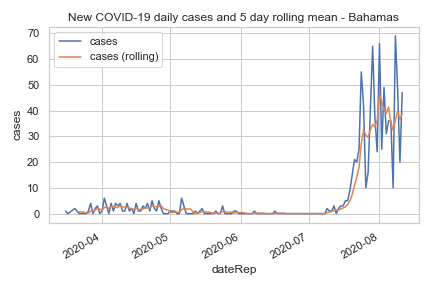 New COVID-19 daily cases and 5 day rolling mean - Bahamas
cases
cases (rolling)
70
60
50
40
30
20
10
0
cases
2020-04
2020-05
2020-06
2020-07
2020-08
dateRep